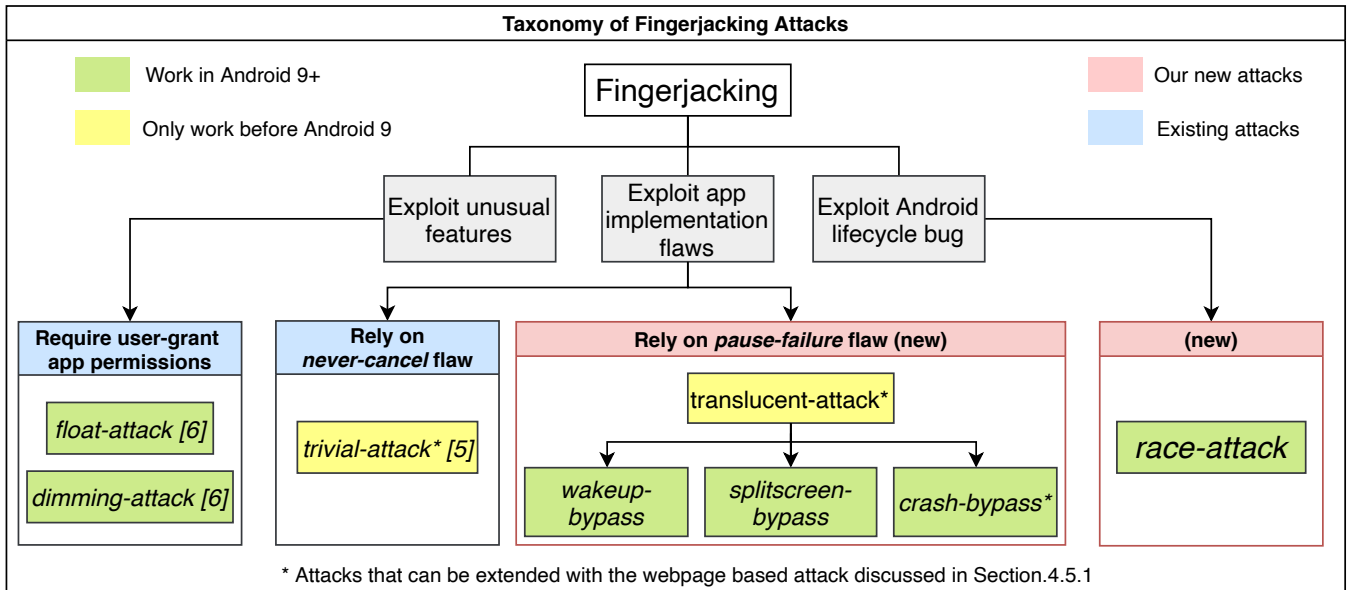 Taxonomy of Fingerjacking Attacks
Work in Android 9+
Only work before Android 9
Our new attacks
Existing attacks
Fingerjacking
Exploit unusual
features
Exploit app
implementation
flaws
Exploit Android
lifecycle bug
Require user-grant
app permissions
float-attack [6]
dimming-attack [6]
Rely on
never-cancel flaw
trivial-attack* [5]
Rely on pause-failure flaw (new)
translucent-attack*
wakeup-
bypass
splitscreen-
bypass
crash-bypass*
(new)
race-attack
* Attacks that can be extended with the webpage based attack discussed in Section.4.5.1